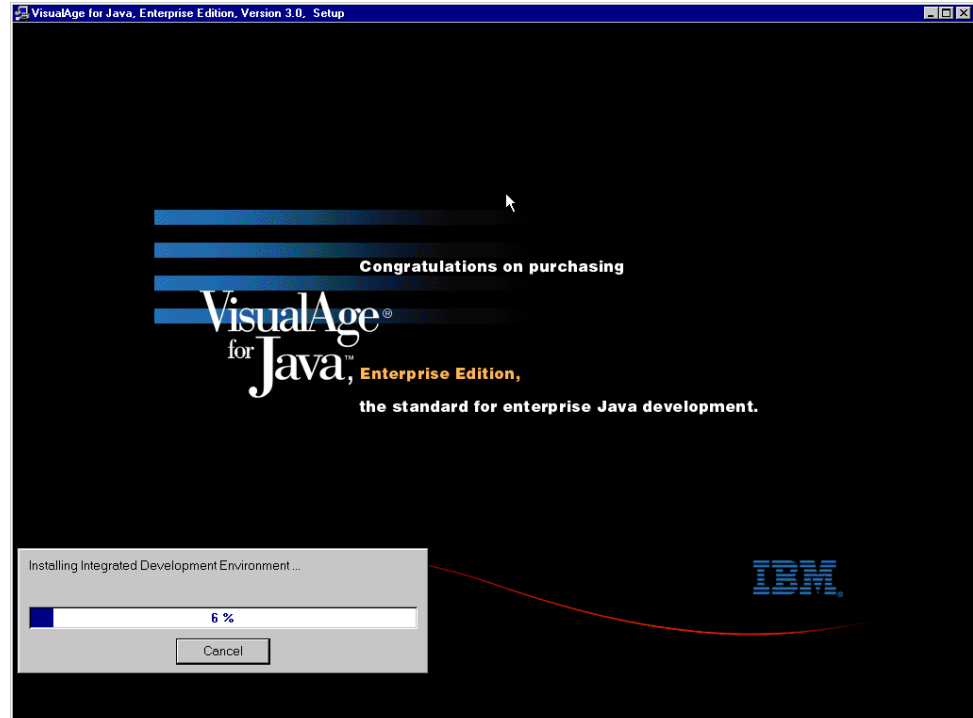 VisualAge for Java, Enterprise Edition, Version 3.0, Setup
Congratulations on purchasing
VisualAge®
for Java™, Enterprise Edition,
the standard for enterprise Java development.
Installing Integrated Development Environment ...
6 %
Cancel
IBM®